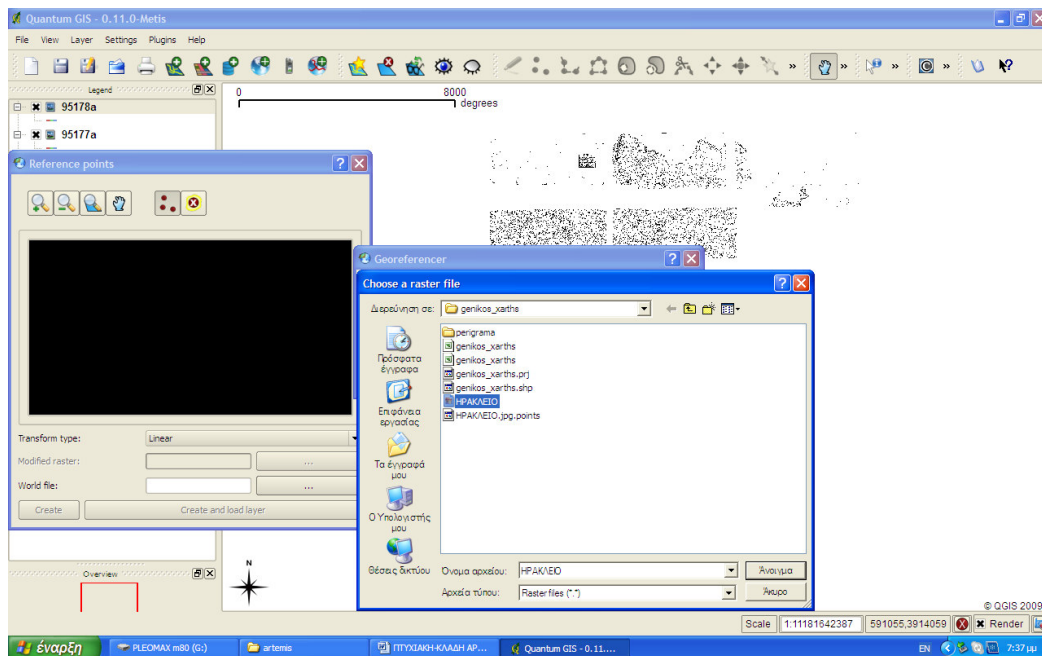 Quantum GIS - 0.11.0-Metis
File View Layer Settings Plugins Help
Legend
95178a
95177a
0 8000
degrees
Reference points
Transform type: Linear
Modified raster: ...
World file: ...
Create Create and load layer
Georeferencer
Choose a raster file
Διερεύνηση σε: genikos_xarths
Πρόσφατα έγγραφα
Επιφάνεια εργασίας
Τα έγγραφά μου
Ο Υπολογιστής μου
Θέσεις δικτύου
perigrama
genikos_xarths
genikos_xarths
genikos_xarths.prj
genikos_xarths.shp
ΗΡΑΚΛΕΙΟ
ΗΡΑΚΛΕΙΟ.jpg.points
Όνομα αρχείου: ΗΡΑΚΛΕΙΟ Άνοιγμα
Αρχεία τύπου: Raster files (*.*) Άκυρο
Overview
N
© QGIS 2009
Scale 1:11181642387 591055,3914059 Render
έναρξη PLEOMAX m80 (G:) artemis ΠΤΥΧΙΑΚΗ-ΚΛΑΔΗ ΑΡ... Quantum GIS - 0.11.... EN 7:37 μμ